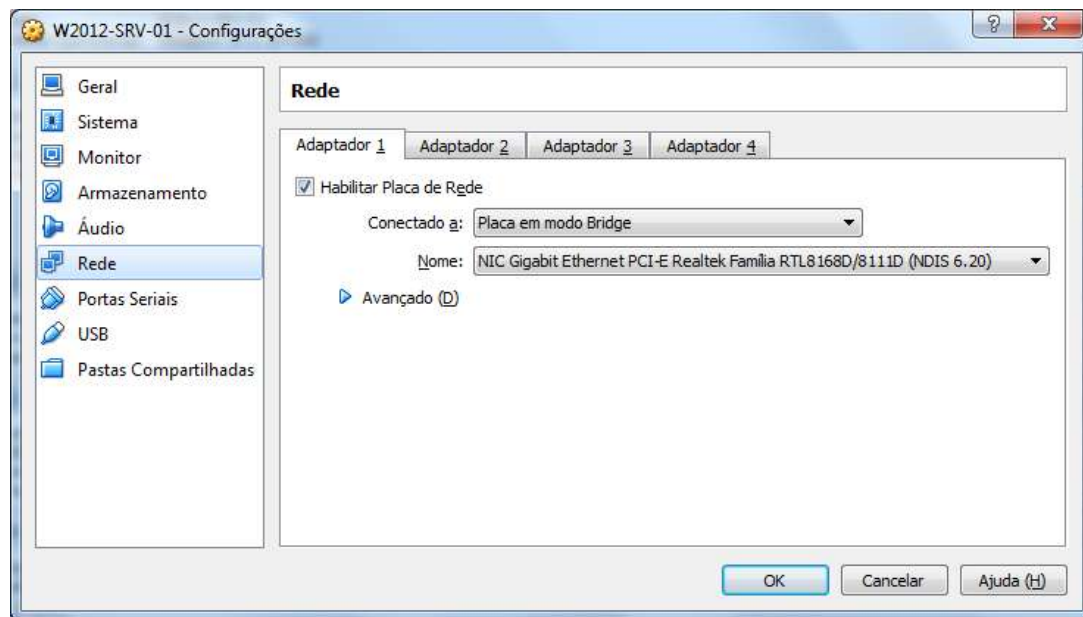 W2012-SRV-01 - Configurações
Geral
Sistema
Monitor
Armazenamento
Áudio
Rede
Portas Seriais
USB
Pastas Compartilhadas
Rede
Adaptador 1 Adaptador 2 Adaptador 3 Adaptador 4
Habilitar Placa de Rede
Conectado a: Placa em modo Bridge
Nome: NIC Gigabit Ethernet PCI-E Realtek Família RTL8168D/8111D (NDIS 6.20)
Avançado (D)
OK Cancelar Ajuda (H)